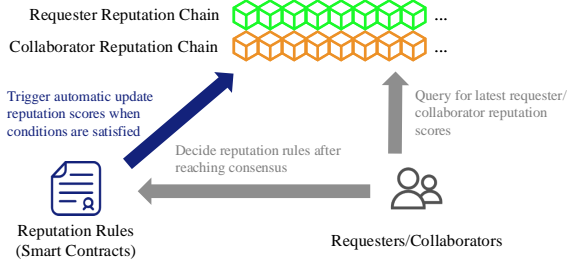 Requester Reputation Chain
...
Collaborator Reputation Chain
...
Trigger automatic update
reputation scores when
conditions are satisfied
Query for latest requester/
collaborator reputation
scores
Decide reputation rules after
reaching consensus
Reputation Rules
(Smart Contracts)
Requesters/Collaborators